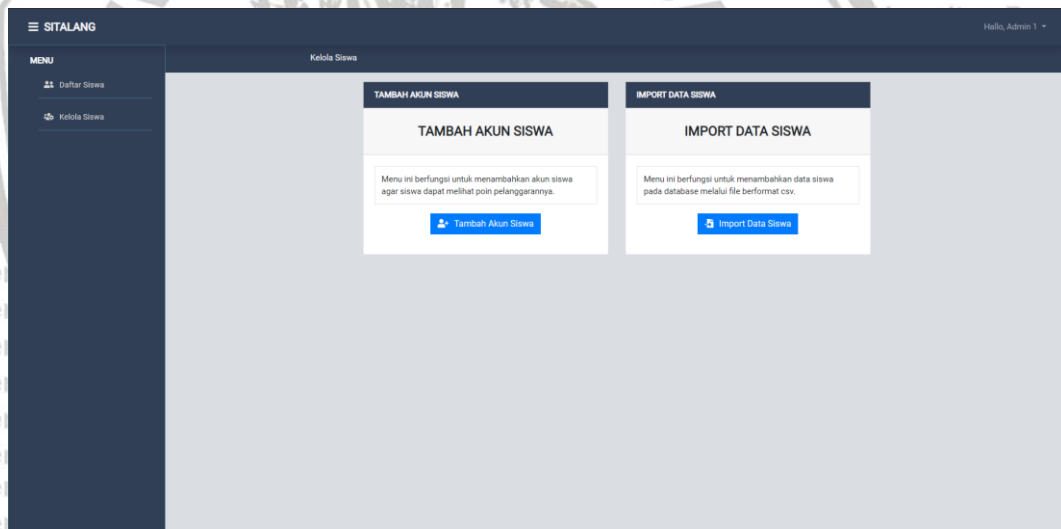 SITALANG
Hallo, Admin 1
MENU
Daftar Siswa
Kelola Siswa
Kelola Siswa
TAMBAH AKUN SISWA
TAMBAH AKUN SISWA
Menu ini berfungsi untuk menambahkan akun siswa
agar siswa dapat melihat poin pelanggarannya.
Tambah Akun Siswa
IMPORT DATA SISWA
IMPORT DATA SISWA
Menu ini berfungsi untuk menambahkan data siswa
pada database melalui file berformat csv.
Import Data Siswa